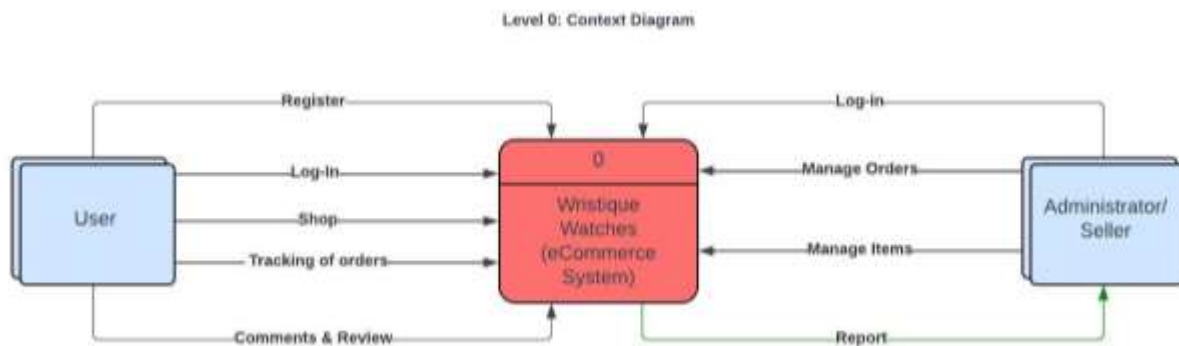 Level 0: Context Diagram
Register
Log-in
Log-In
Manage Orders
Shop
Tracking of orders
Manage Items
Comments & Review
Report
User
0
Wristique
Watches
(eCommerce
System)
Administrator/
Seller